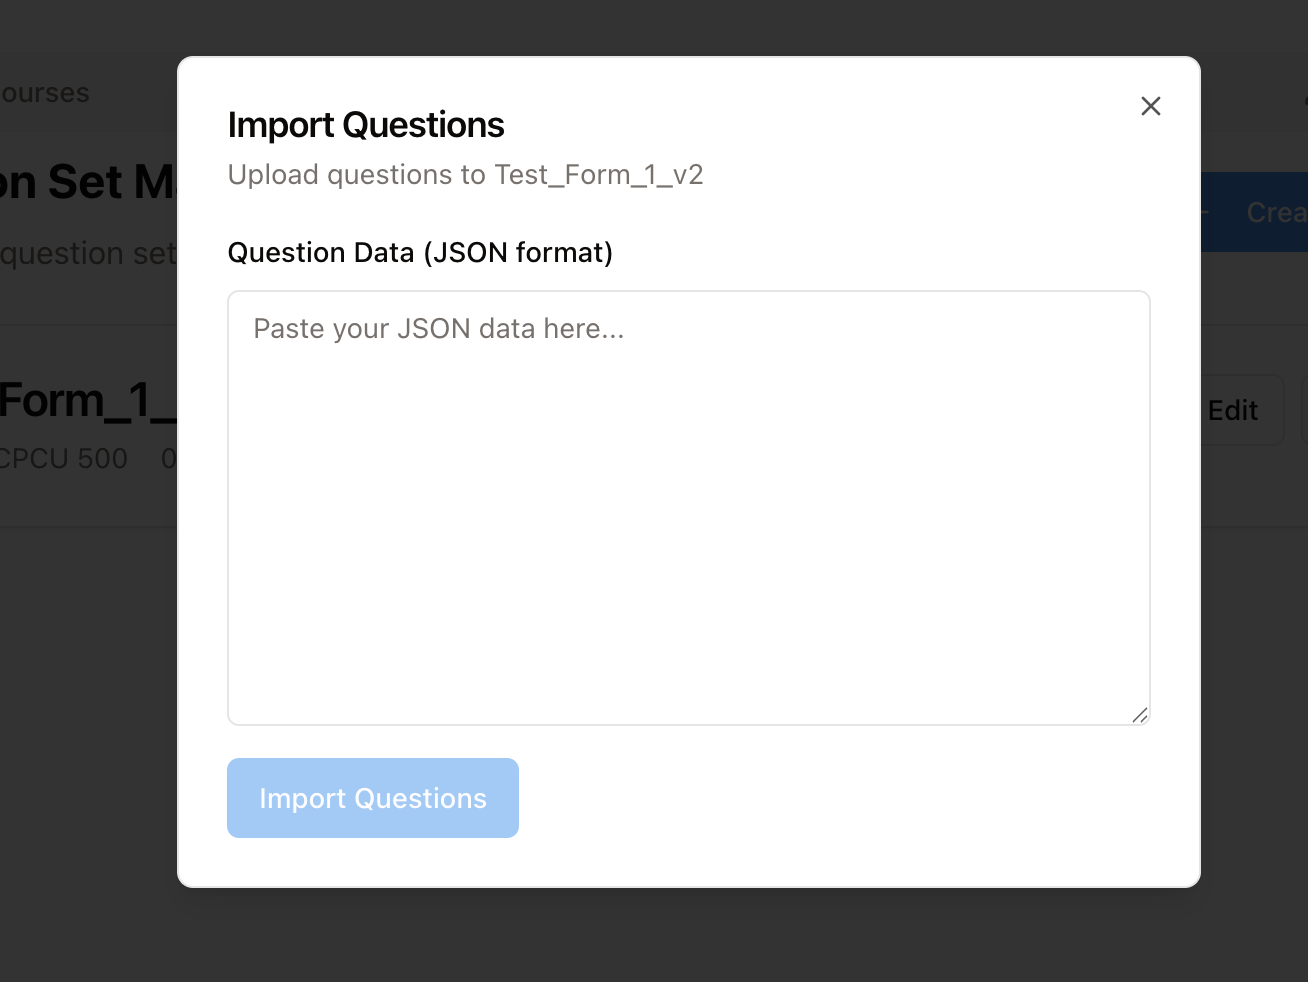 ourses
Import Questions
Upload questions to Test_Form_1_v2
on Set M
Crea
question set
Question Data (JSON format)
Paste your JSON data here...
Form_1_
Edit
CPCU 500 0
Import Questions